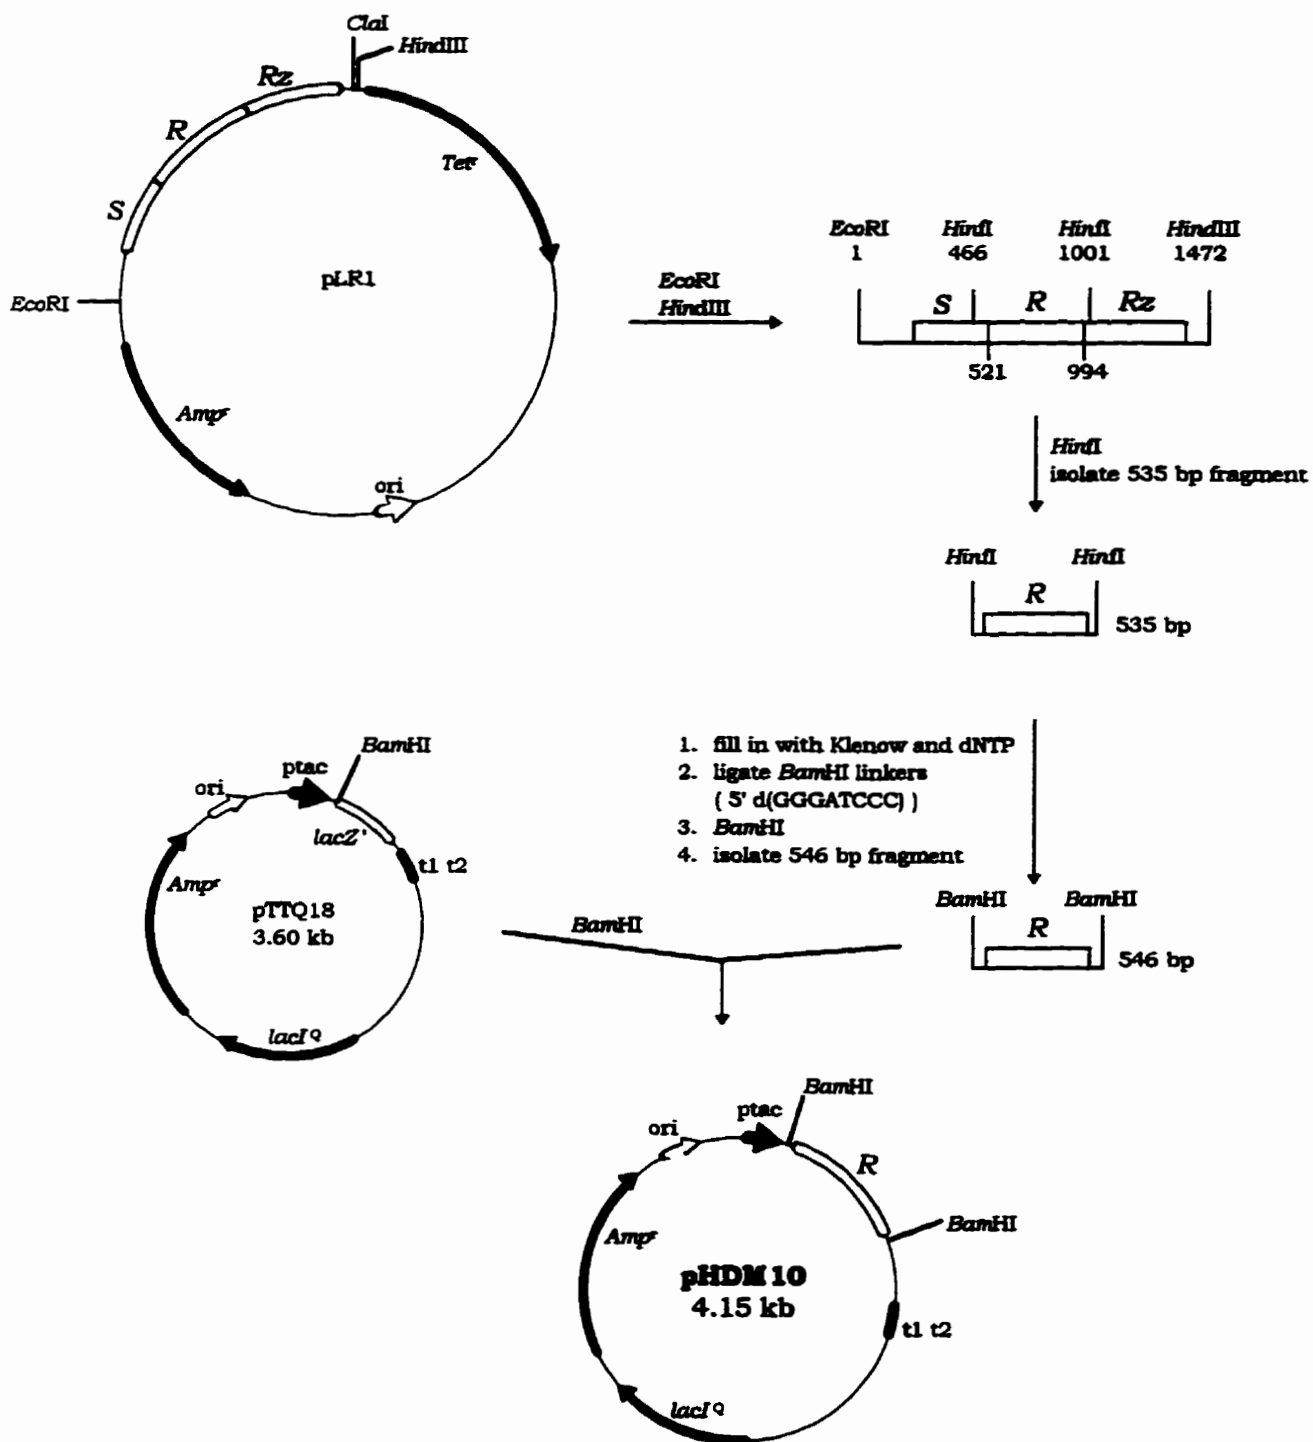 ClaI
HindIII
Rz
R
S
Tetʳ
EcoRI
pLR1
Ampʳ
ori
EcoRI
HindIII
EcoRI HinfI HinfI HindIII
1 466 1001 1472
S R Rz
521 994
HinfI
isolate 535 bp fragment
HinfI HinfI
R
535 bp
1. fill in with Klenow and dNTP
2. ligate BamHI linkers
( 5' d(GGGATCCC) )
3. BamHI
4. isolate 546 bp fragment
BamHI
ptac
ori
lacZ'
t1 t2
Ampʳ
pTTQ18
3.60 kb
lacI Q
BamHI
BamHI BamHI
R
546 bp
BamHI
ptac
ori
R
BamHI
Ampʳ
pHDM10
4.15 kb
t1 t2
lacI Q